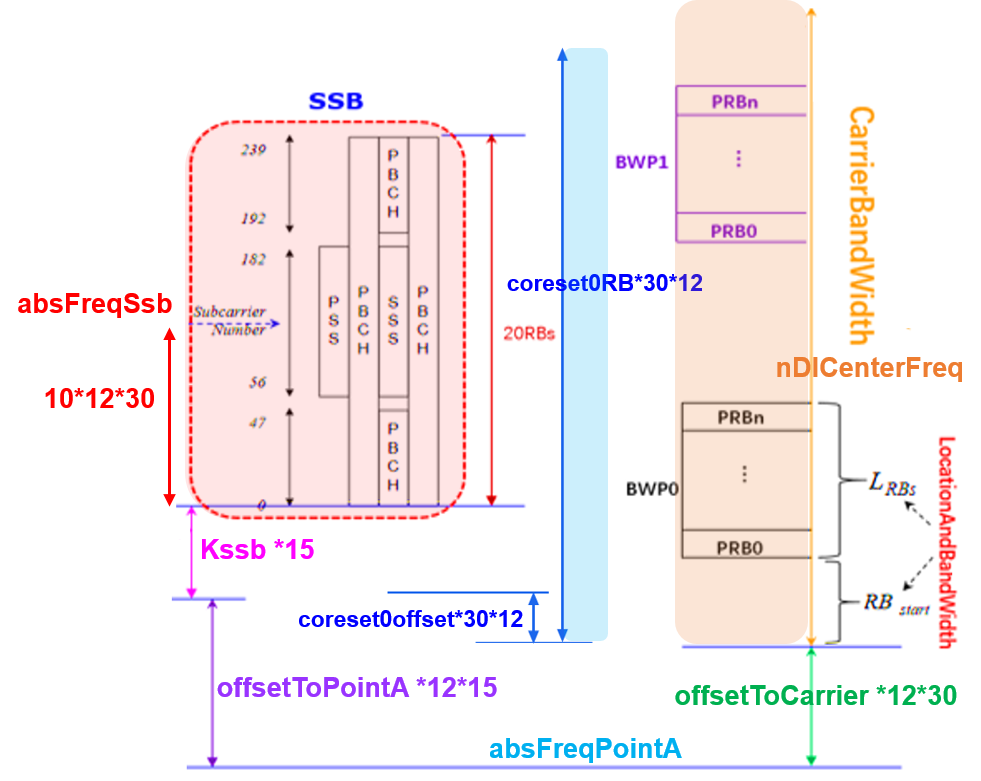 SSB
239
192
182
56
47
0
Subcarrier
Number
PSS
PBCH
PBCH
SSS
PBCH
PBCH
absFreqSsb
10*12*30
20RBs
Kssb *15
coreset0offset*30*12
offsetToPointA *12*15
absFreqPointA
coreset0RB*30*12
BWP1
PRBn
⋮
PRB0
CarrierBandWidth
nDlCenterFreq
BWP0
PRBn
⋮
PRB0
L RBs
RB start
LocationAndBandWidth
offsetToCarrier *12*30